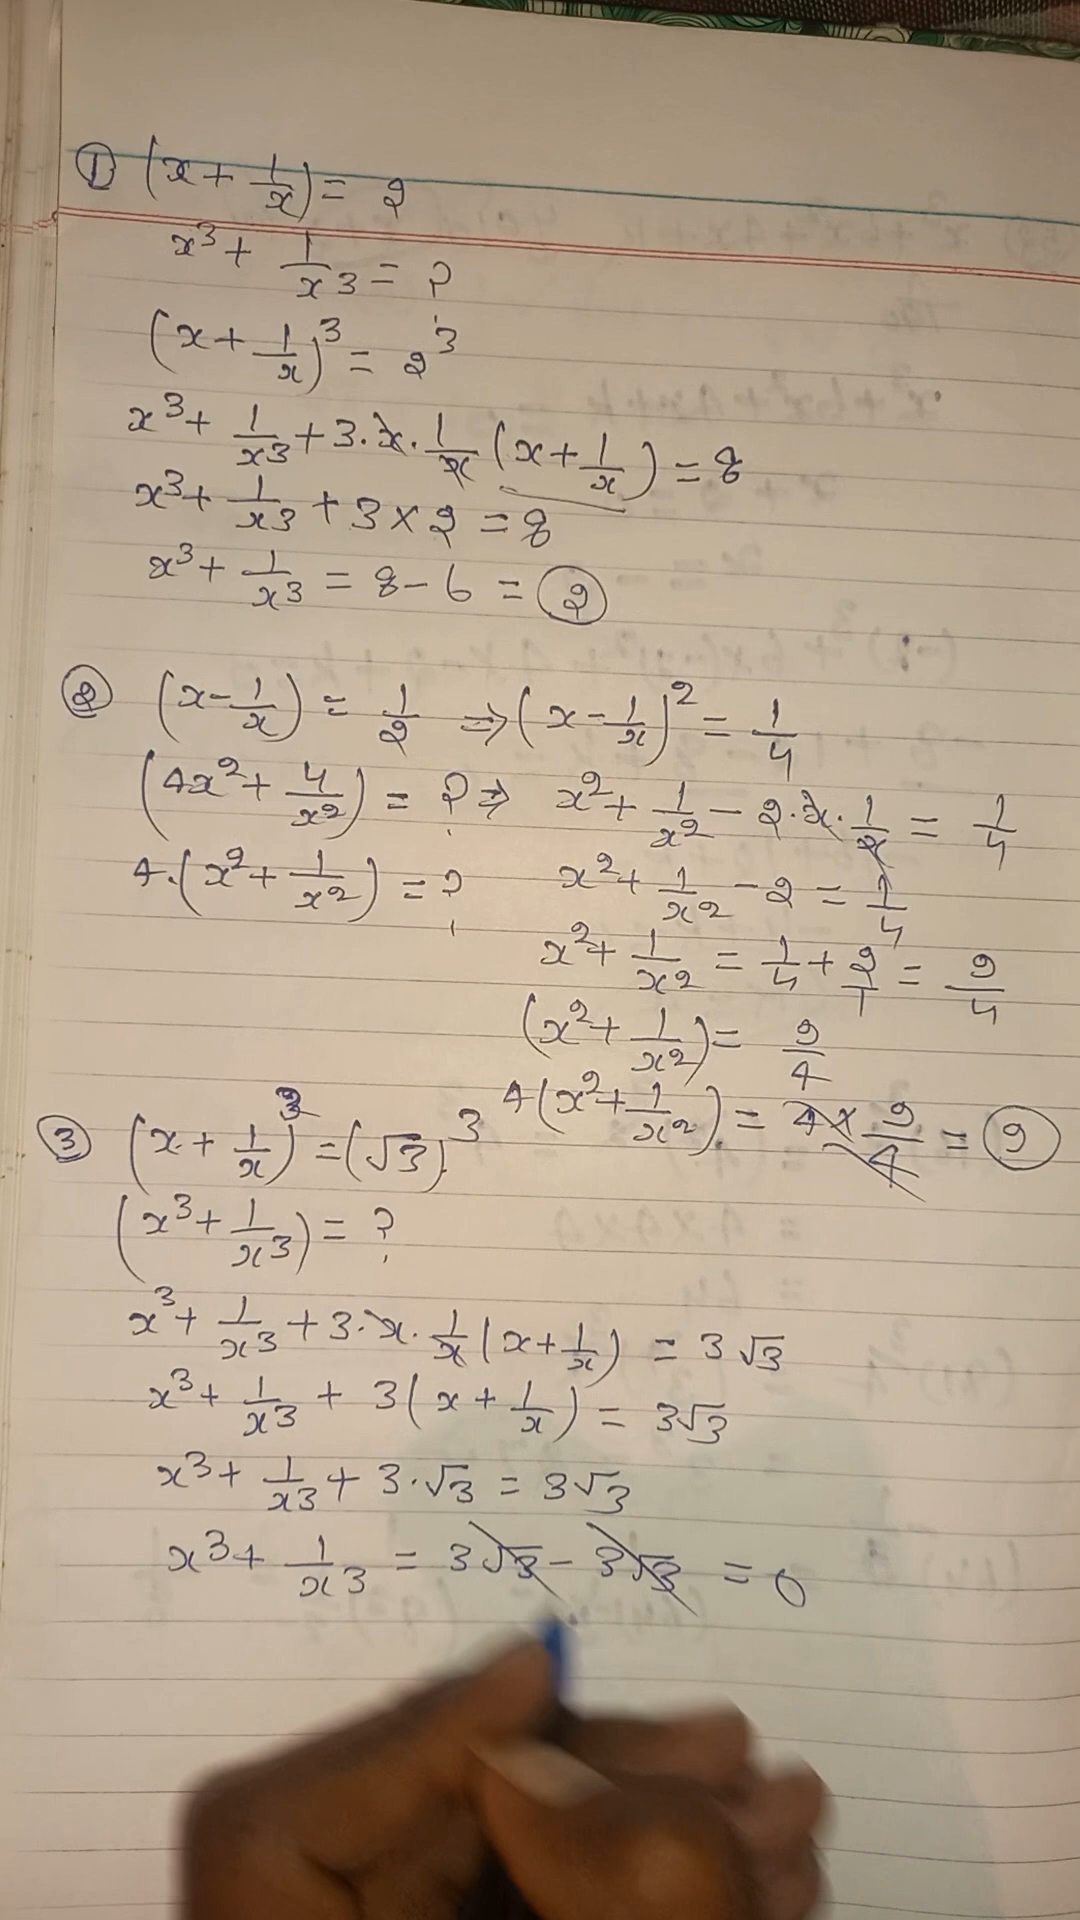 ① (x + 1/x) = 2
x³ + 1/x³ = ?
(x + 1/x)³ = 2³
x³ + 1/x³ + 3·x·1/x (x + 1/x) = 8
x³ + 1/x³ + 3 × 2 = 8
x³ + 1/x³ = 8 - 6 = 2
② (x - 1/x) = 1/2 ⇒ (x - 1/x)² = 1/4
(4x² + 4/x²) = ? ⇒ x² + 1/x² - 2·x·1/x = 1/4
4·(x² + 1/x²) = ? x² + 1/x² - 2 = 1/4
x² + 1/x² = 1/4 + 2/1 = 9/4
(x² + 1/x²) = 9/4
4(x² + 1/x²) = 4 × 9/4 = 9
③ (x + 1/x)³ = (√3)³
(x³ + 1/x³) = ?
x³ + 1/x³ + 3·x·1/x (x + 1/x) = 3√3
x³ + 1/x³ + 3(x + 1/x) = 3√3
x³ + 1/x³ + 3·√3 = 3√3
x³ + 1/x³ = 3√3 - 3√3 = 0